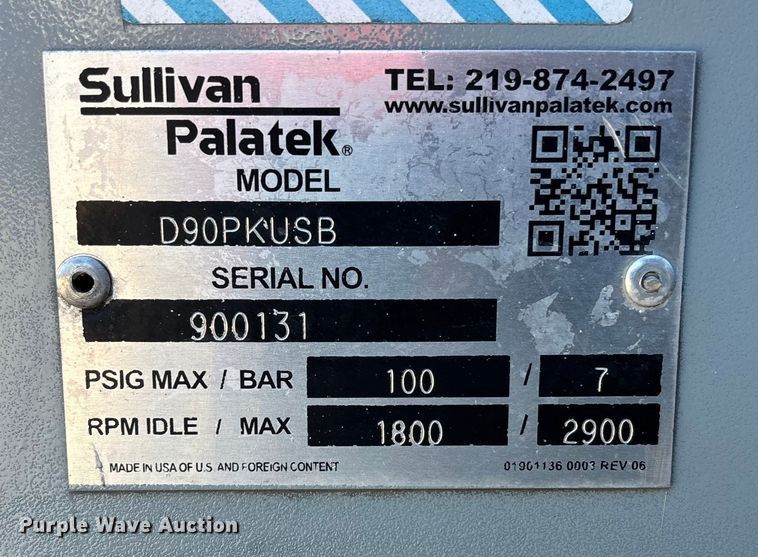 Sullivan
Palatek®
TEL: 219-874-2497
www.sullivanpalatek.com
MODEL
D90PKUSB
SERIAL NO.
900131
PSIG MAX / BAR 100 / 7
RPM IDLE / MAX 1800 / 2900
MADE IN USA OF U.S. AND FOREIGN CONTENT 01901136 0003 REV 06
Purple Wave Auction